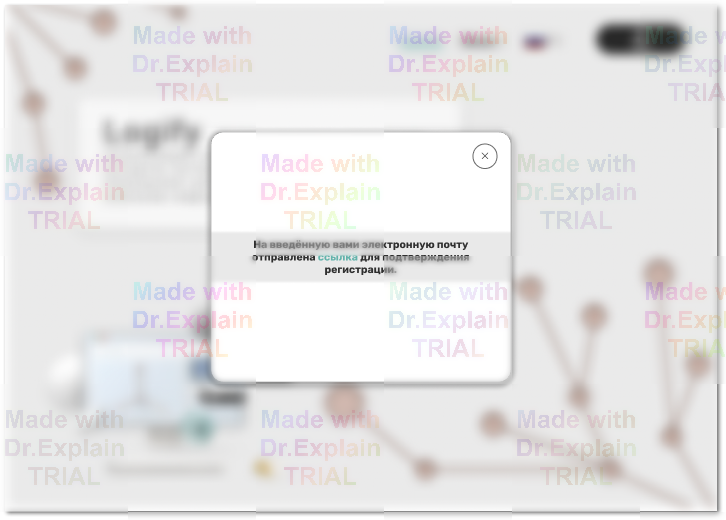 Made with
Dr.Explain
TRIAL
Made with
Dr.Explain
TRIAL
Made with
Dr.Explain
TRIAL
Logify
Made with
Dr.Explain
TRIAL
Made with
Dr.Explain
TRIAL
Made with
Dr.Explain
TRIAL
На введённую вами электронную почту
отправлена ссылка для подтверждения
регистрации.
Made with
Dr.Explain
TRIAL
Made with
Dr.Explain
TRIAL
Made with
Dr.Explain
TRIAL
Made with
Dr.Explain
TRIAL
Made with
Dr.Explain
TRIAL
Made with
Dr.Explain
TRIAL